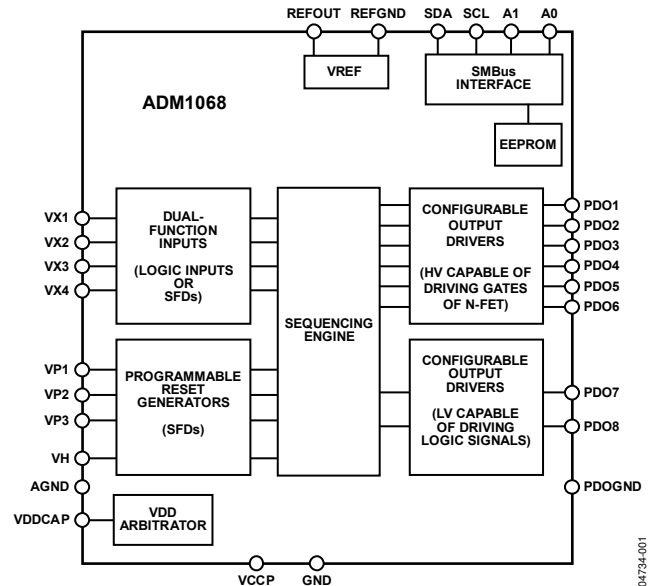 REFOUT REFGND SDA SCL A1 A0
VREF
SMBus
INTERFACE
ADM1068
EEPROM
VX1
VX2
VX3
VX4
DUAL-
FUNCTION
INPUTS
(LOGIC INPUTS
OR
SFDs)
SEQUENCING
ENGINE
CONFIGURABLE
OUTPUT
DRIVERS
(HV CAPABLE OF
DRIVING GATES
OF N-FET)
PDO1
PDO2
PDO3
PDO4
PDO5
PDO6
VP1
VP2
VP3
VH
PROGRAMMABLE
RESET
GENERATORS
(SFDs)
CONFIGURABLE
OUTPUT
DRIVERS
(LV CAPABLE
OF DRIVING
LOGIC SIGNALS)
PDO7
PDO8
AGND
PDOGND
VDDCAP
VDD
ARBITRATOR
VCCP GND
04734-001